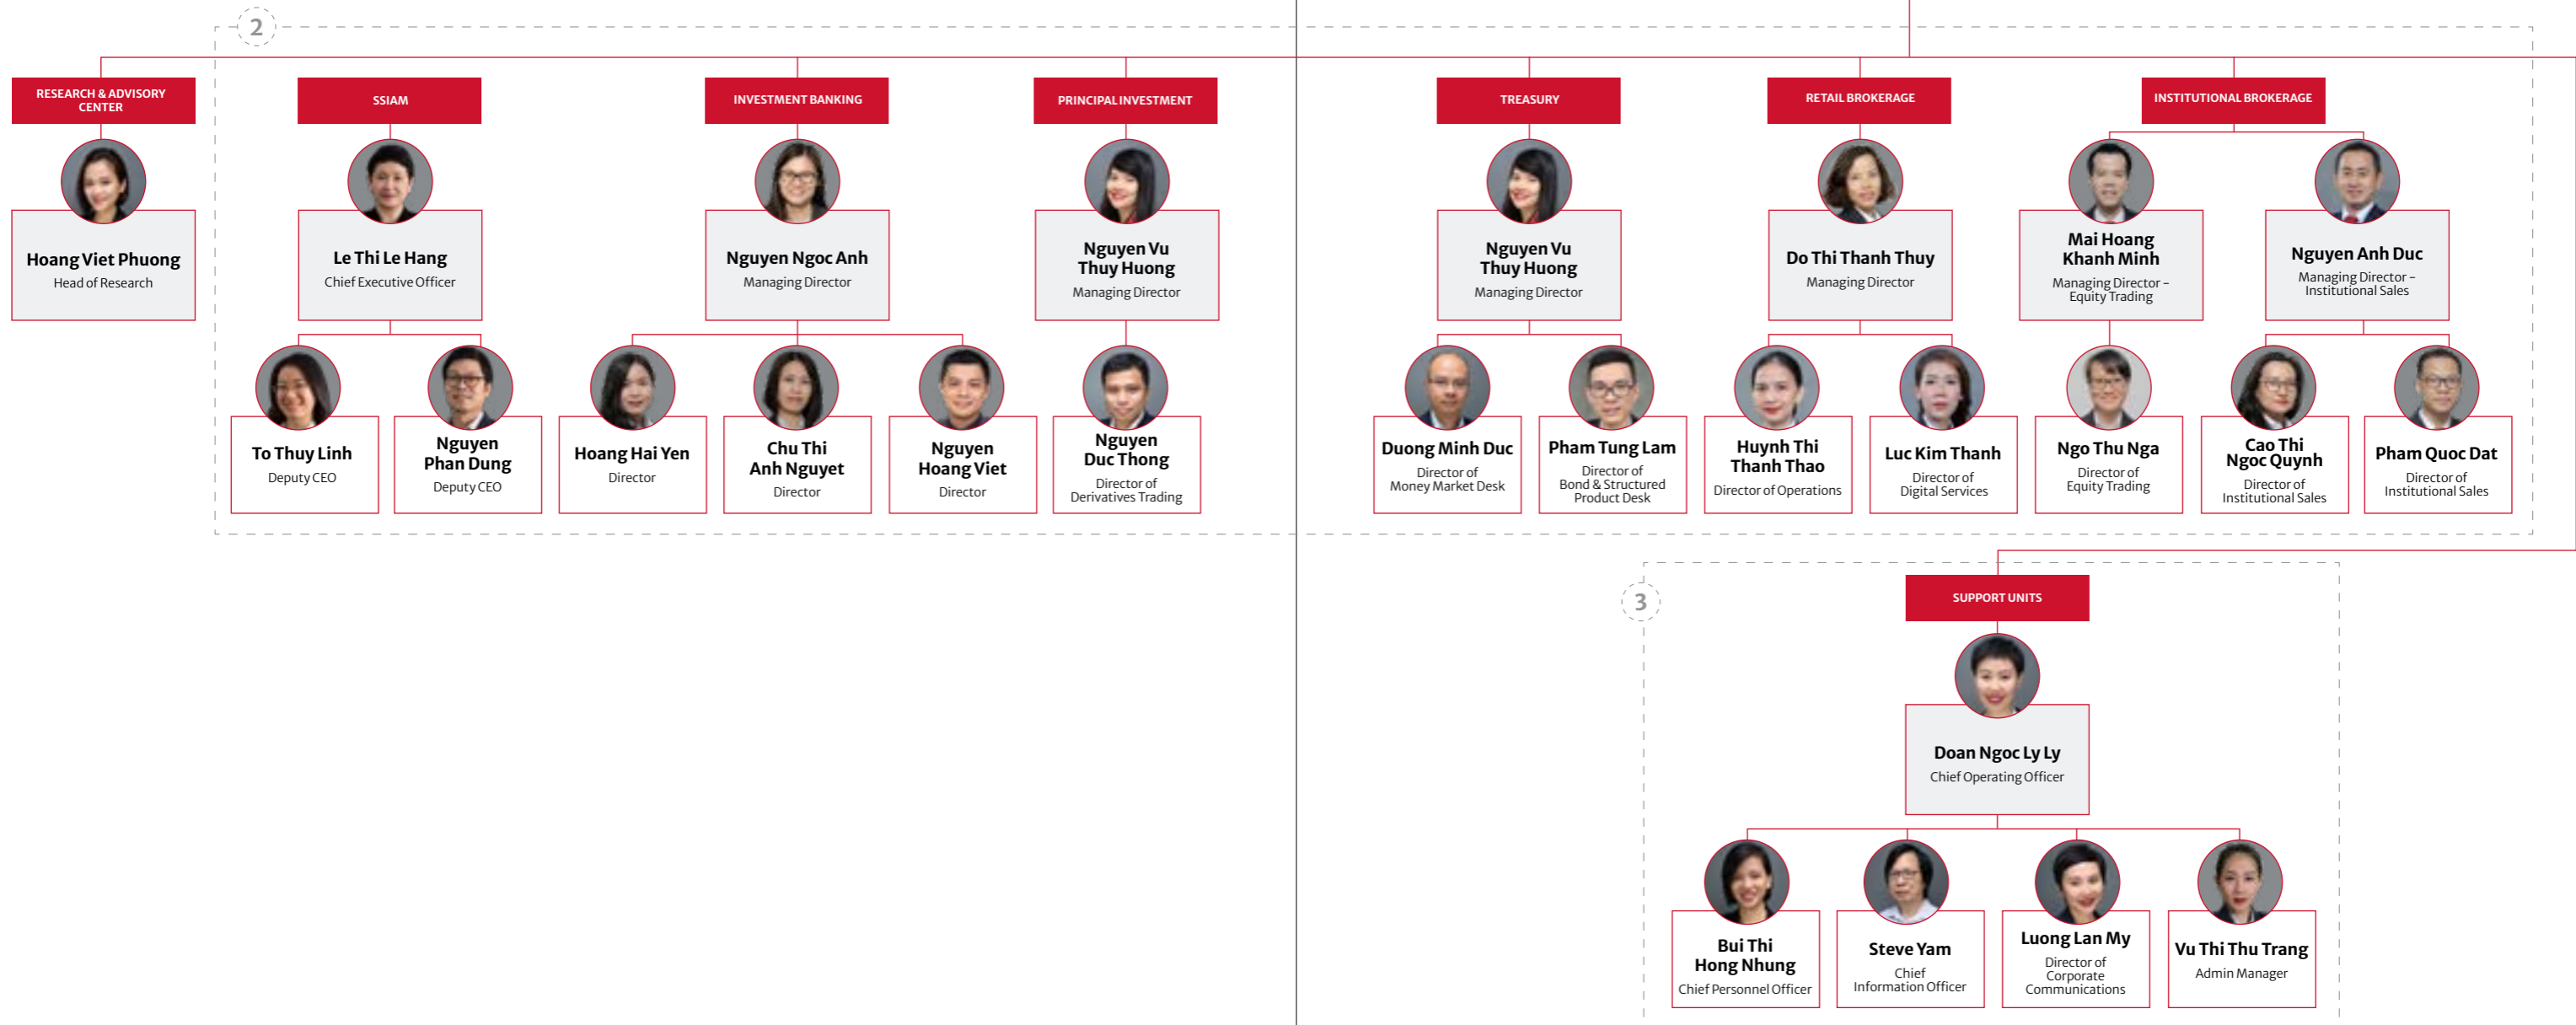 2
RESEARCH & ADVISORY
CENTER
SSIAM
INVESTMENT BANKING
PRINCIPAL INVESTMENT
TREASURY
RETAIL BROKERAGE
INSTITUTIONAL BROKERAGE
Hoang Viet Phuong
Head of Research
Le Thi Le Hang
Chief Executive Officer
Nguyen Ngoc Anh
Managing Director
Nguyen Vu
Thuy Huong
Managing Director
Nguyen Vu
Thuy Huong
Managing Director
Do Thi Thanh Thuy
Managing Director
Mai Hoang
Khanh Minh
Managing Director –
Equity Trading
Nguyen Anh Duc
Managing Director –
Institutional Sales
To Thuy Linh
Deputy CEO
Nguyen
Phan Dung
Deputy CEO
Hoang Hai Yen
Director
Chu Thi
Anh Nguyet
Director
Nguyen
Hoang Viet
Director
Nguyen
Duc Thong
Director of
Derivatives Trading
Duong Minh Duc
Director of
Money Market Desk
Pham Tung Lam
Director of
Bond & Structured
Product Desk
Huynh Thi
Thanh Thao
Director of Operations
Luc Kim Thanh
Director of
Digital Services
Ngo Thu Nga
Director of
Equity Trading
Cao Thi
Ngoc Quynh
Director of
Institutional Sales
Pham Quoc Dat
Director of
Institutional Sales
3
SUPPORT UNITS
Doan Ngoc Ly Ly
Chief Operating Officer
Bui Thi
Hong Nhung
Chief Personnel Officer
Steve Yam
Chief
Information Officer
Luong Lan My
Director of
Corporate
Communications
Vu Thi Thu Trang
Admin Manager